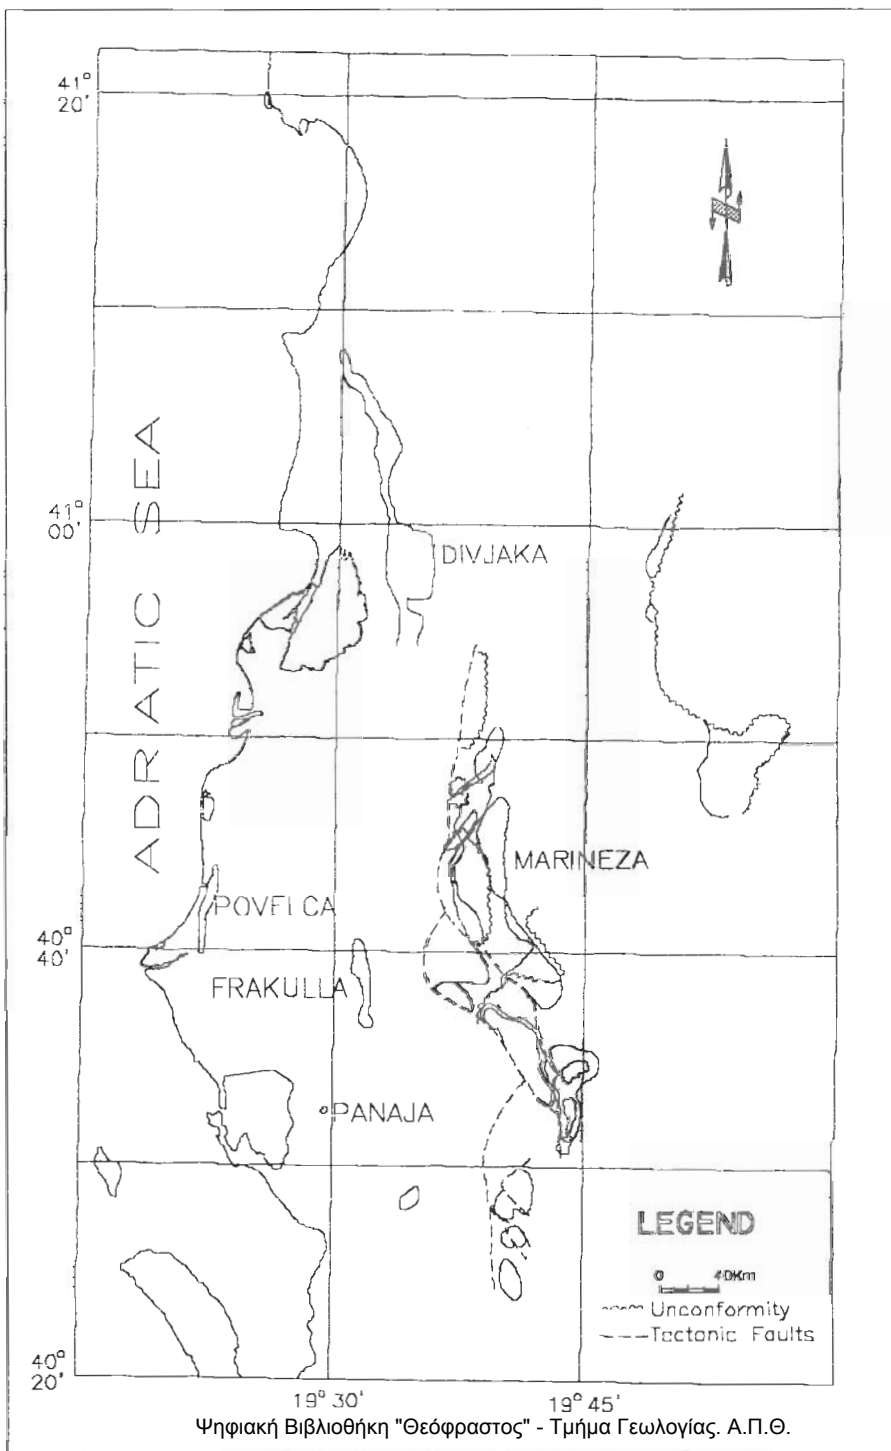 41°
20'
ADRATIC SEA
41°
00'
DIVJAKA
MARINEZA
POVELCA
40°
40'
FRAKULLA
PANAJA
LEGEND
0 40Km
Unconformity
Tectonic Faults
40°
20'
19° 30' 19° 45'
Ψηφιακή Βιβλιοθήκη "Θεόφραστος" - Τμήμα Γεωλογίας. Α.Π.Θ.